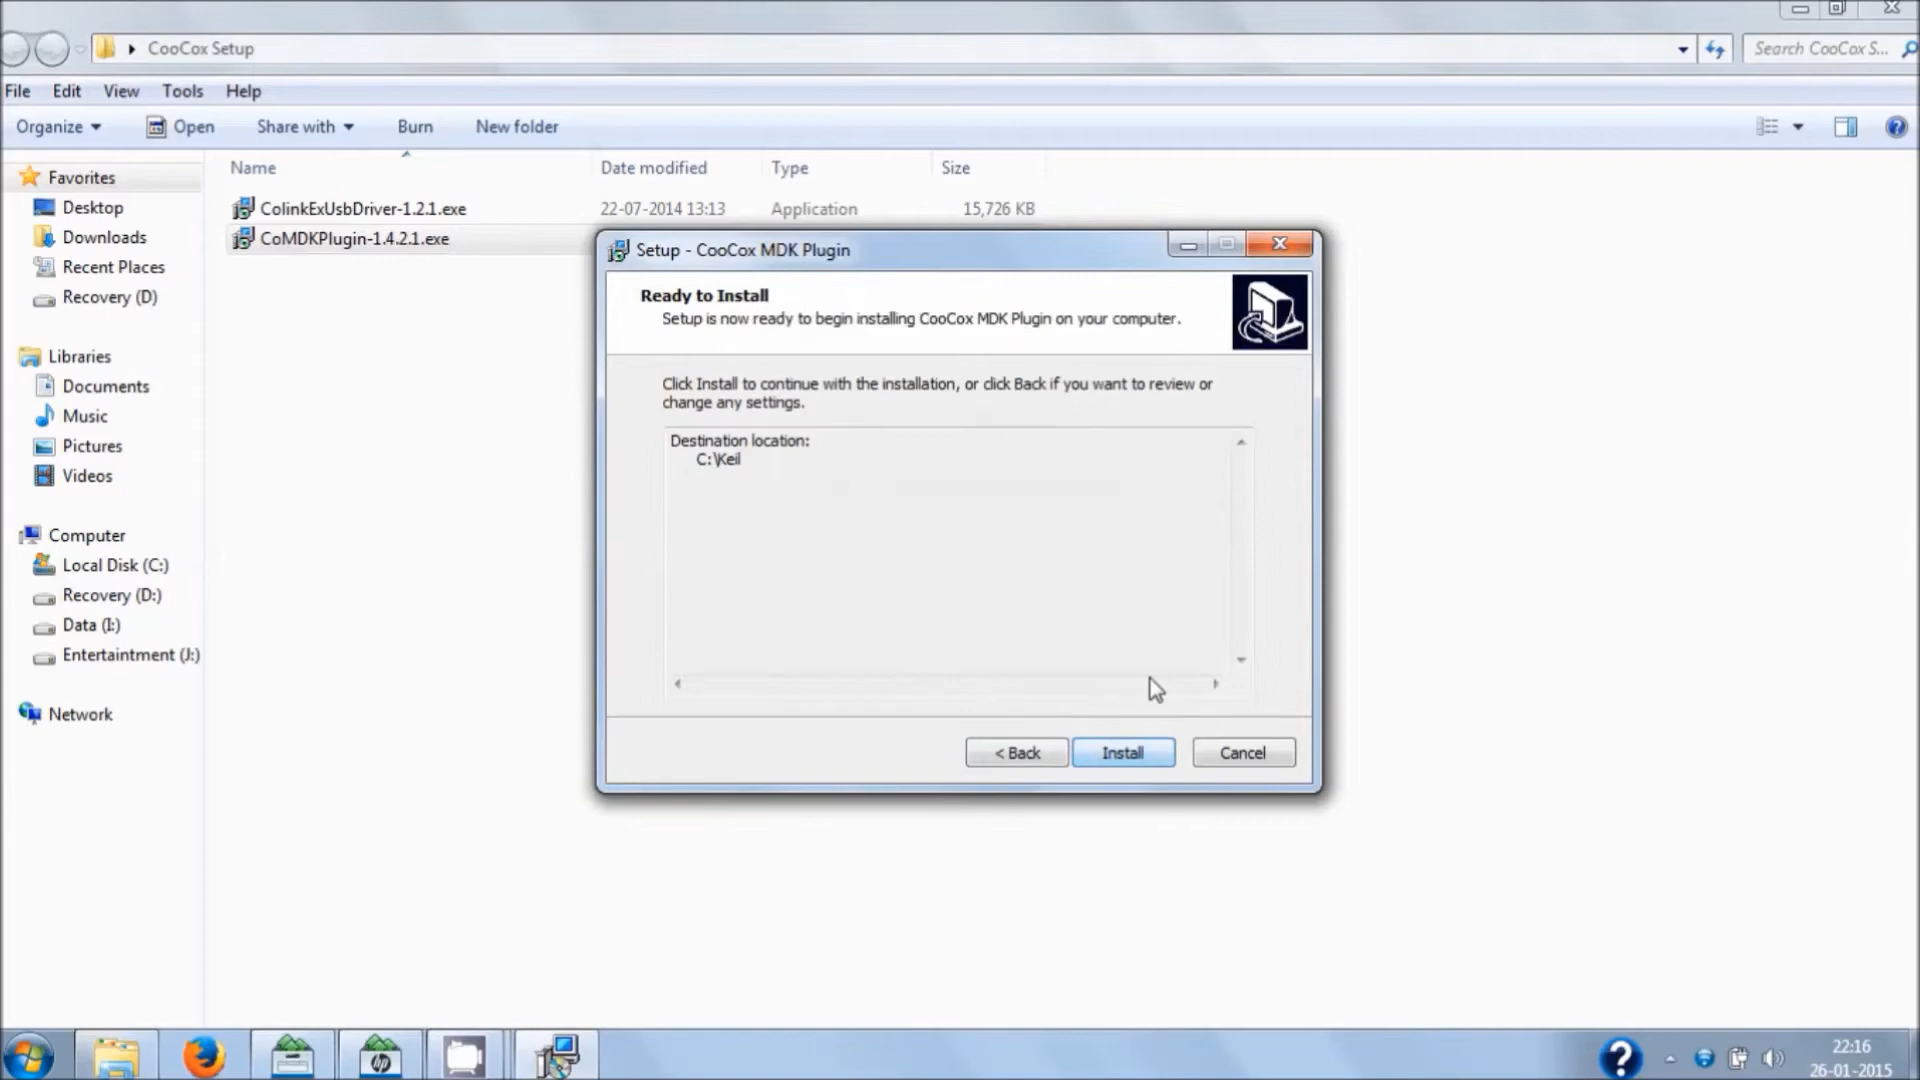 CooCox Setup
Search CooCox S...
File Edit View Tools Help
Organize Open Share with Burn New folder
Name Date modified Type Size
Favorites
Desktop
Downloads
Recent Places
Recovery (D)
Libraries
Documents
Music
Pictures
Videos
Computer
Local Disk (C:)
Recovery (D:)
Data (I:)
Entertaintment (J:)
Network
ColinkExUsbDriver-1.2.1.exe 22-07-2014 13:13 Application 15,726 KB
CoMDKPlugin-1.4.2.1.exe
Setup - CooCox MDK Plugin
Ready to Install
Setup is now ready to begin installing CooCox MDK Plugin on your computer.
Click Install to continue with the installation, or click Back if you want to review or
change any settings.
Destination location:
C:\Keil
< Back Install Cancel
hp
22:16
26-01-2015